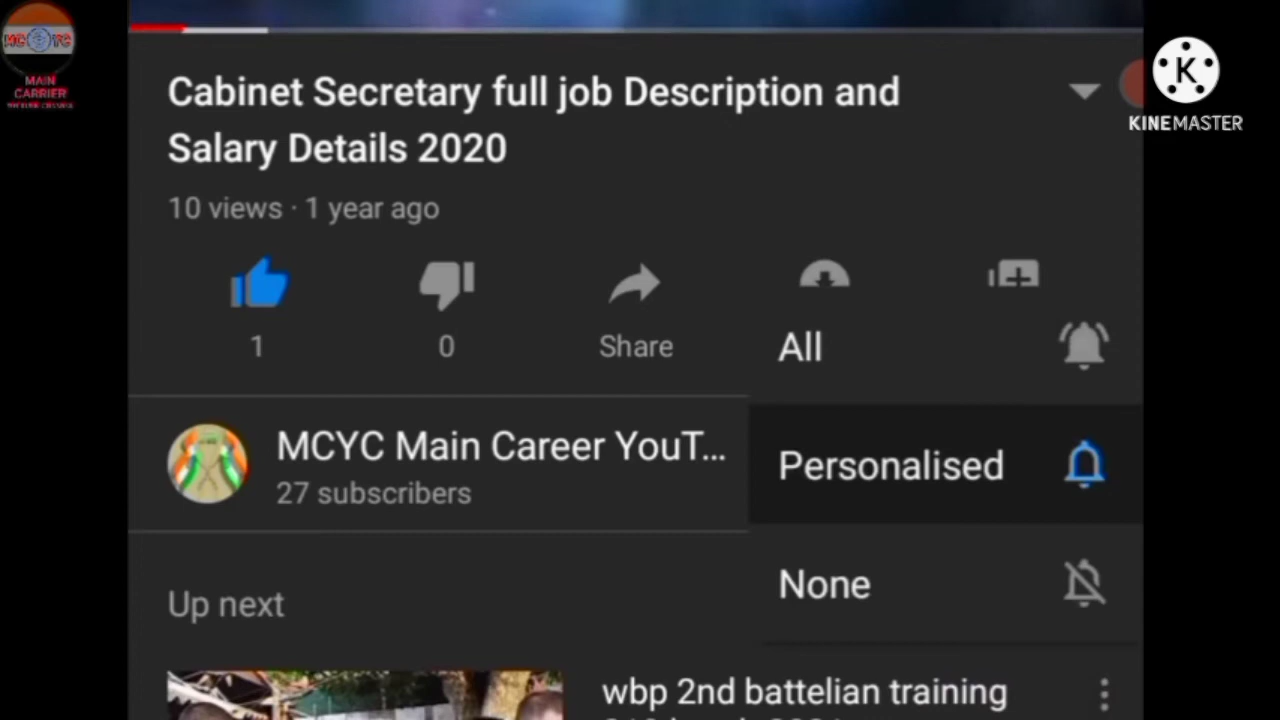 MAIN
CARRIER
Cabinet Secretary full job Description and
Salary Details 2020
K
KINEMASTER
10 views · 1 year ago
1
0
Share
All
MCYC Main Career YouT...
27 subscribers
Personalised
None
Up next
wbp 2nd battelian training